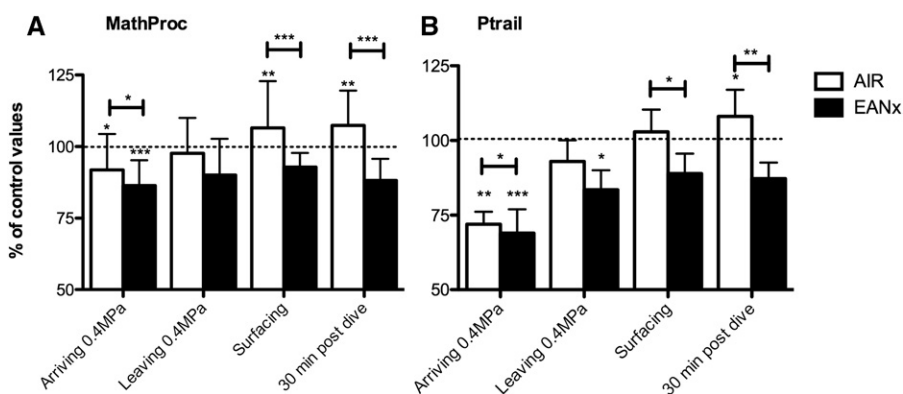 A MathProc
% of control values
125
100
75
50
* * ***
** ***
** ***
Arriving 0.4MPa
Leaving 0.4MPa
Surfacing
30 min post dive
B Ptrail
125
100
75
50
** * ***
*
*
* **
Arriving 0.4MPa
Leaving 0.4MPa
Surfacing
30 min post dive
AIR
EANx